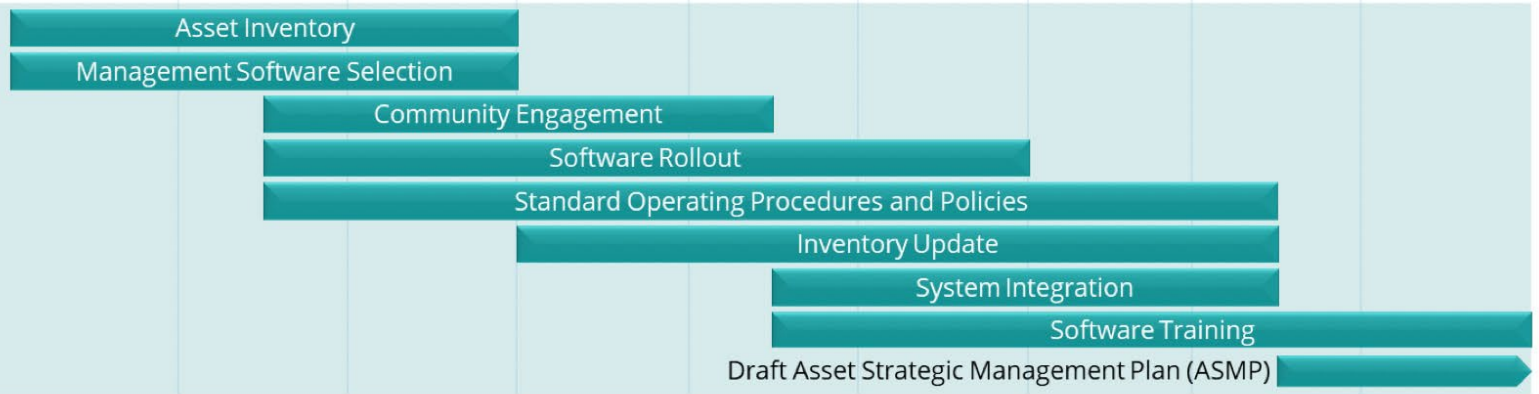 Asset Inventory
Management Software Selection
Community Engagement
Software Rollout
Standard Operating Procedures and Policies
Inventory Update
System Integration
Software Training
Draft Asset Strategic Management Plan (ASMP)